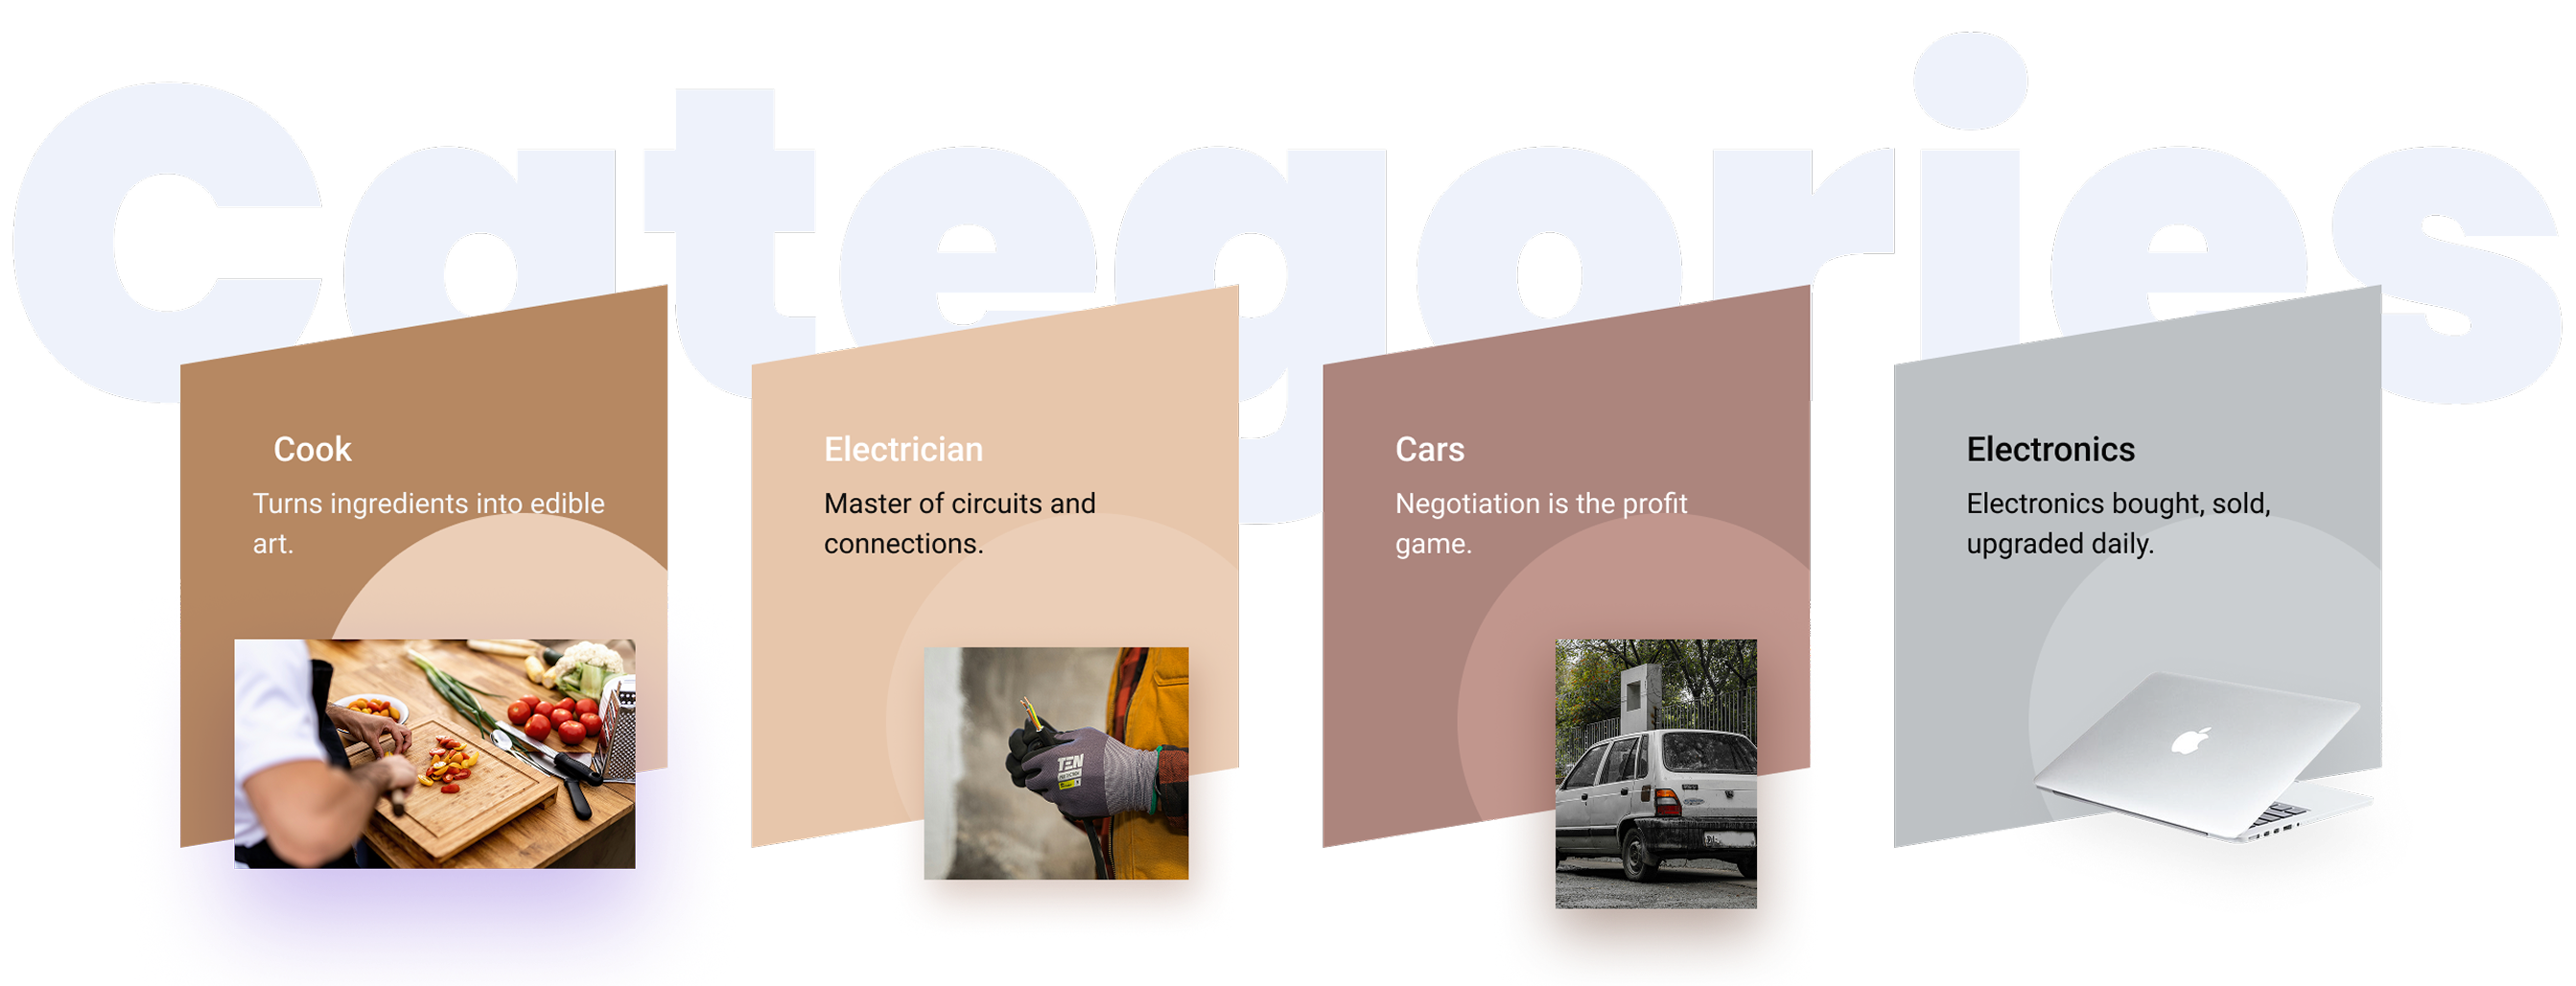 Categories
Cook
Turns ingredients into edible
art.
Electrician
Master of circuits and
connections.
TEN
Cars
Negotiation is the profit
game.
Electronics
Electronics bought, sold,
upgraded daily.